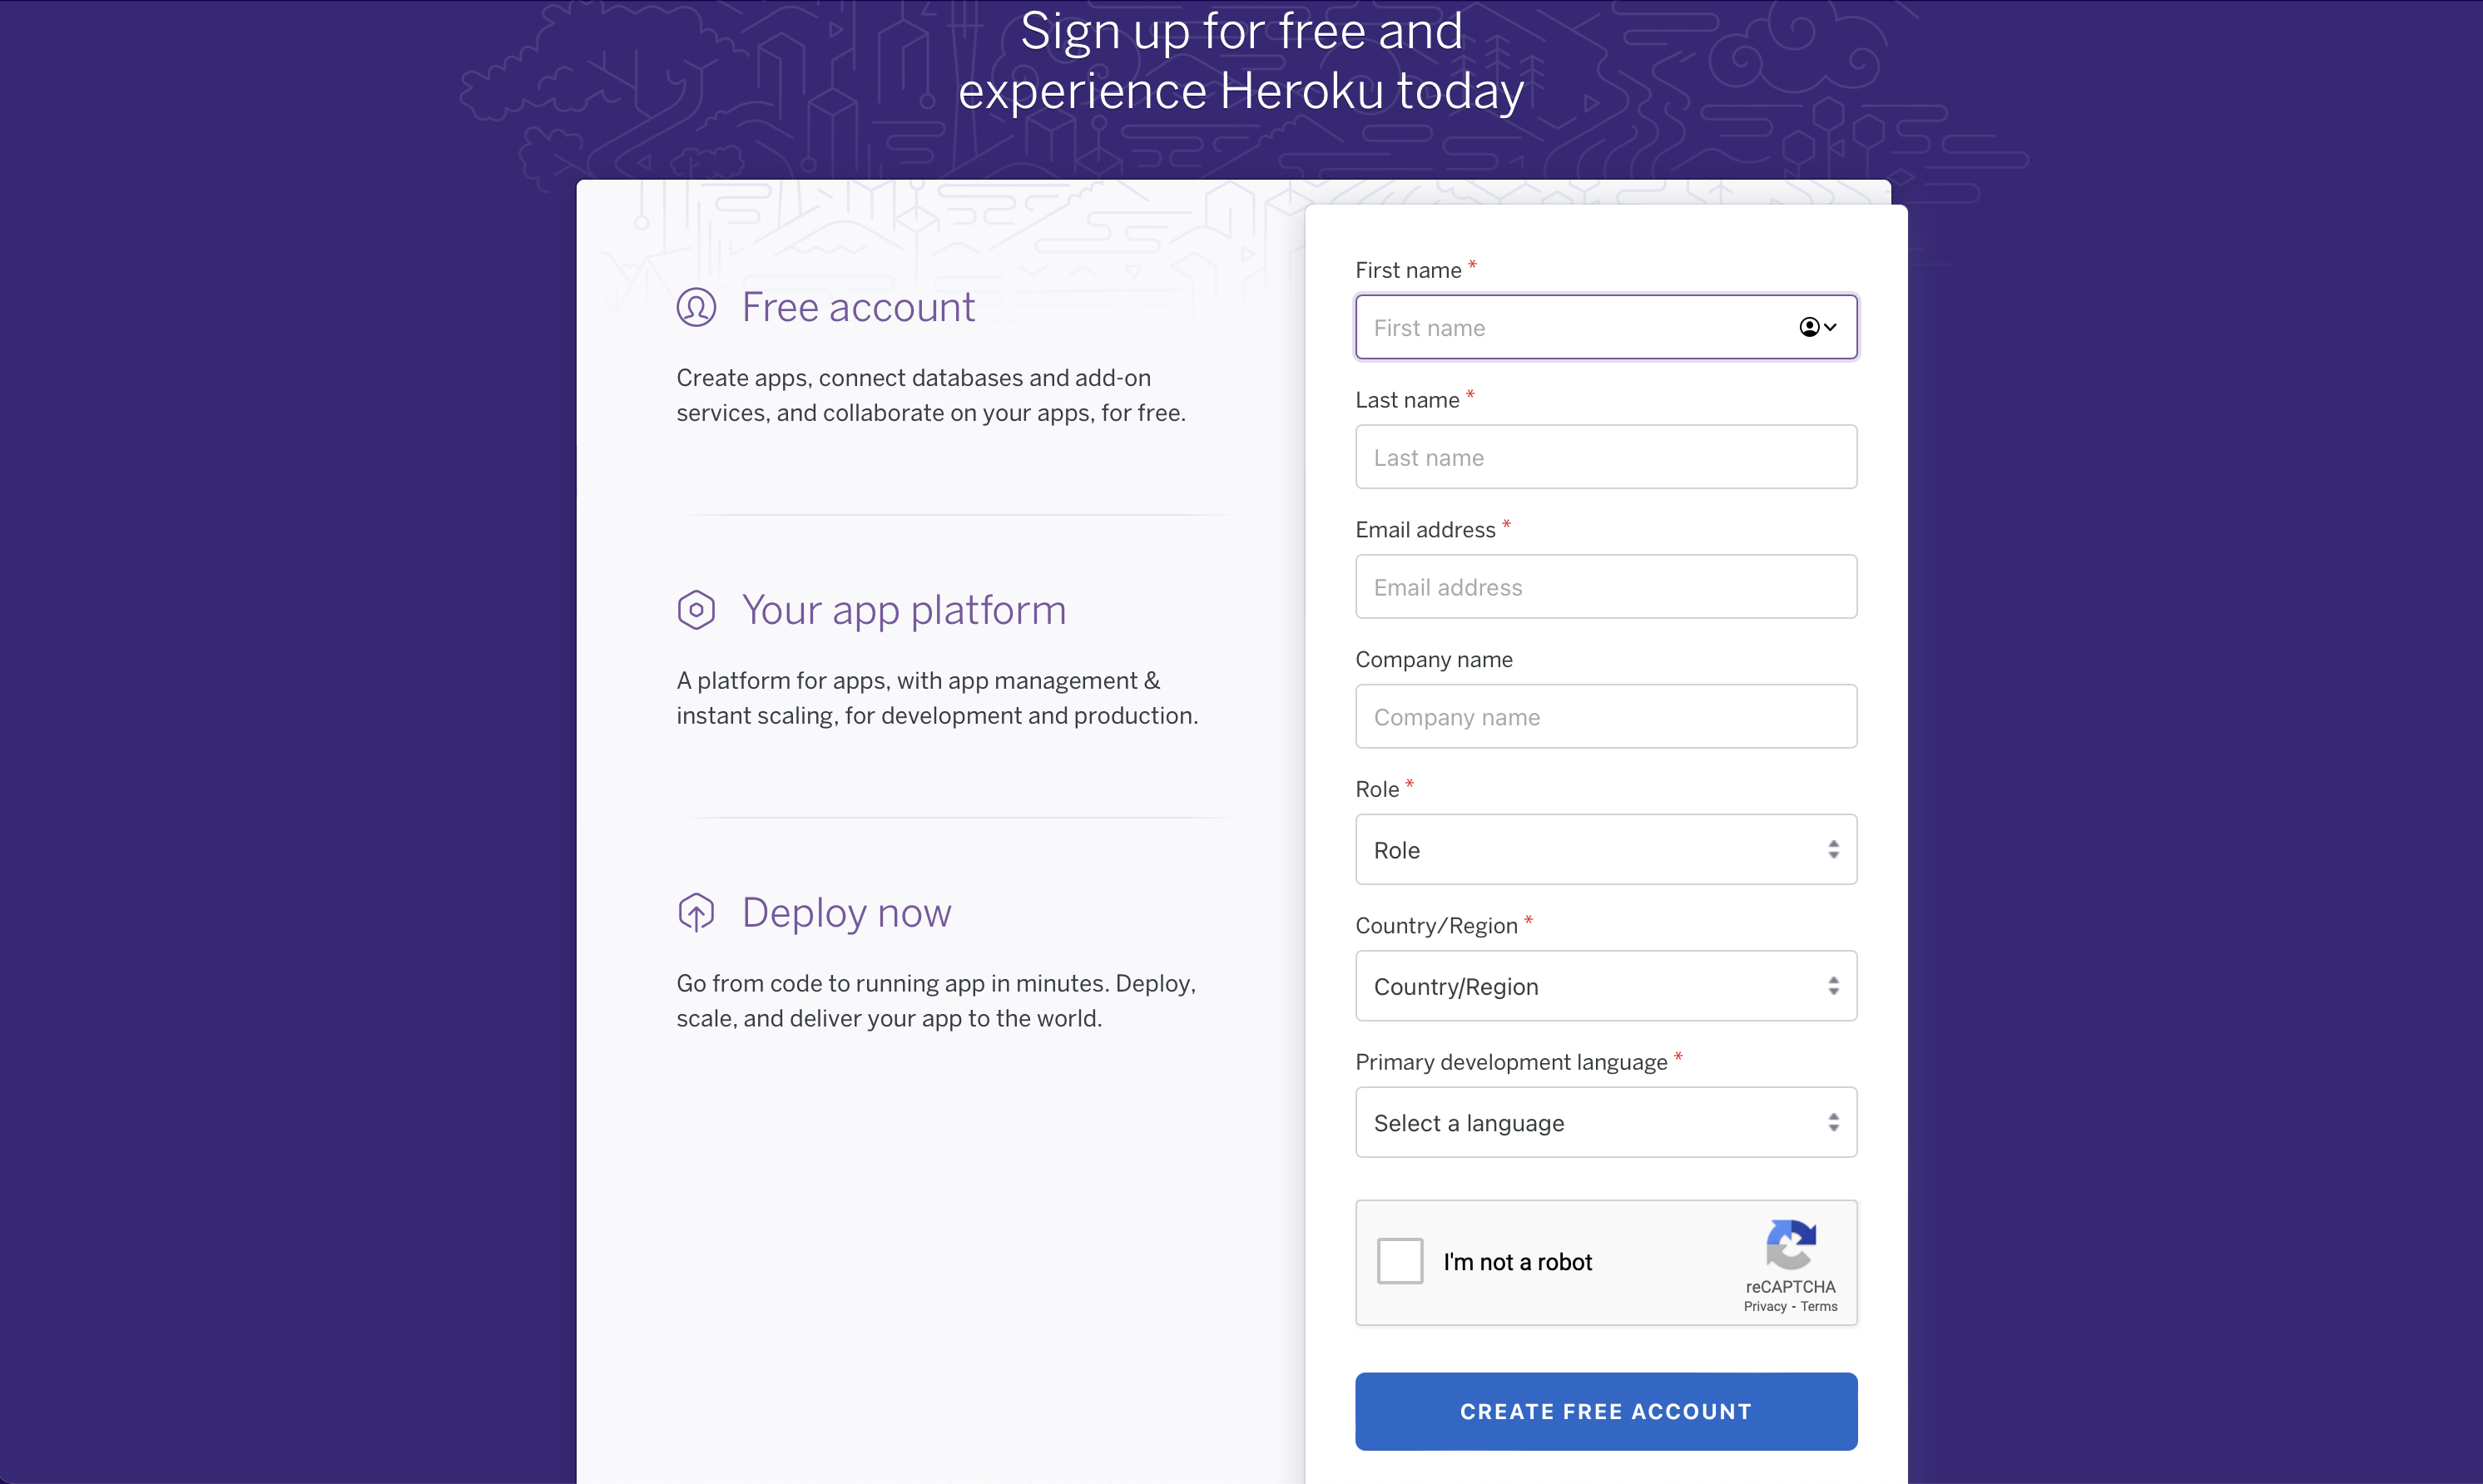 Sign up for free and
experience Heroku today
Free account
Create apps, connect databases and add-on
services, and collaborate on your apps, for free.
Your app platform
A platform for apps, with app management &
instant scaling, for development and production.
Deploy now
Go from code to running app in minutes. Deploy,
scale, and deliver your app to the world.
First name *
First name
Last name *
Last name
Email address *
Email address
Company name
Company name
Role *
Role
Country/Region *
Country/Region
Primary development language *
Select a language
I'm not a robot
reCAPTCHA
Privacy - Terms
CREATE FREE ACCOUNT